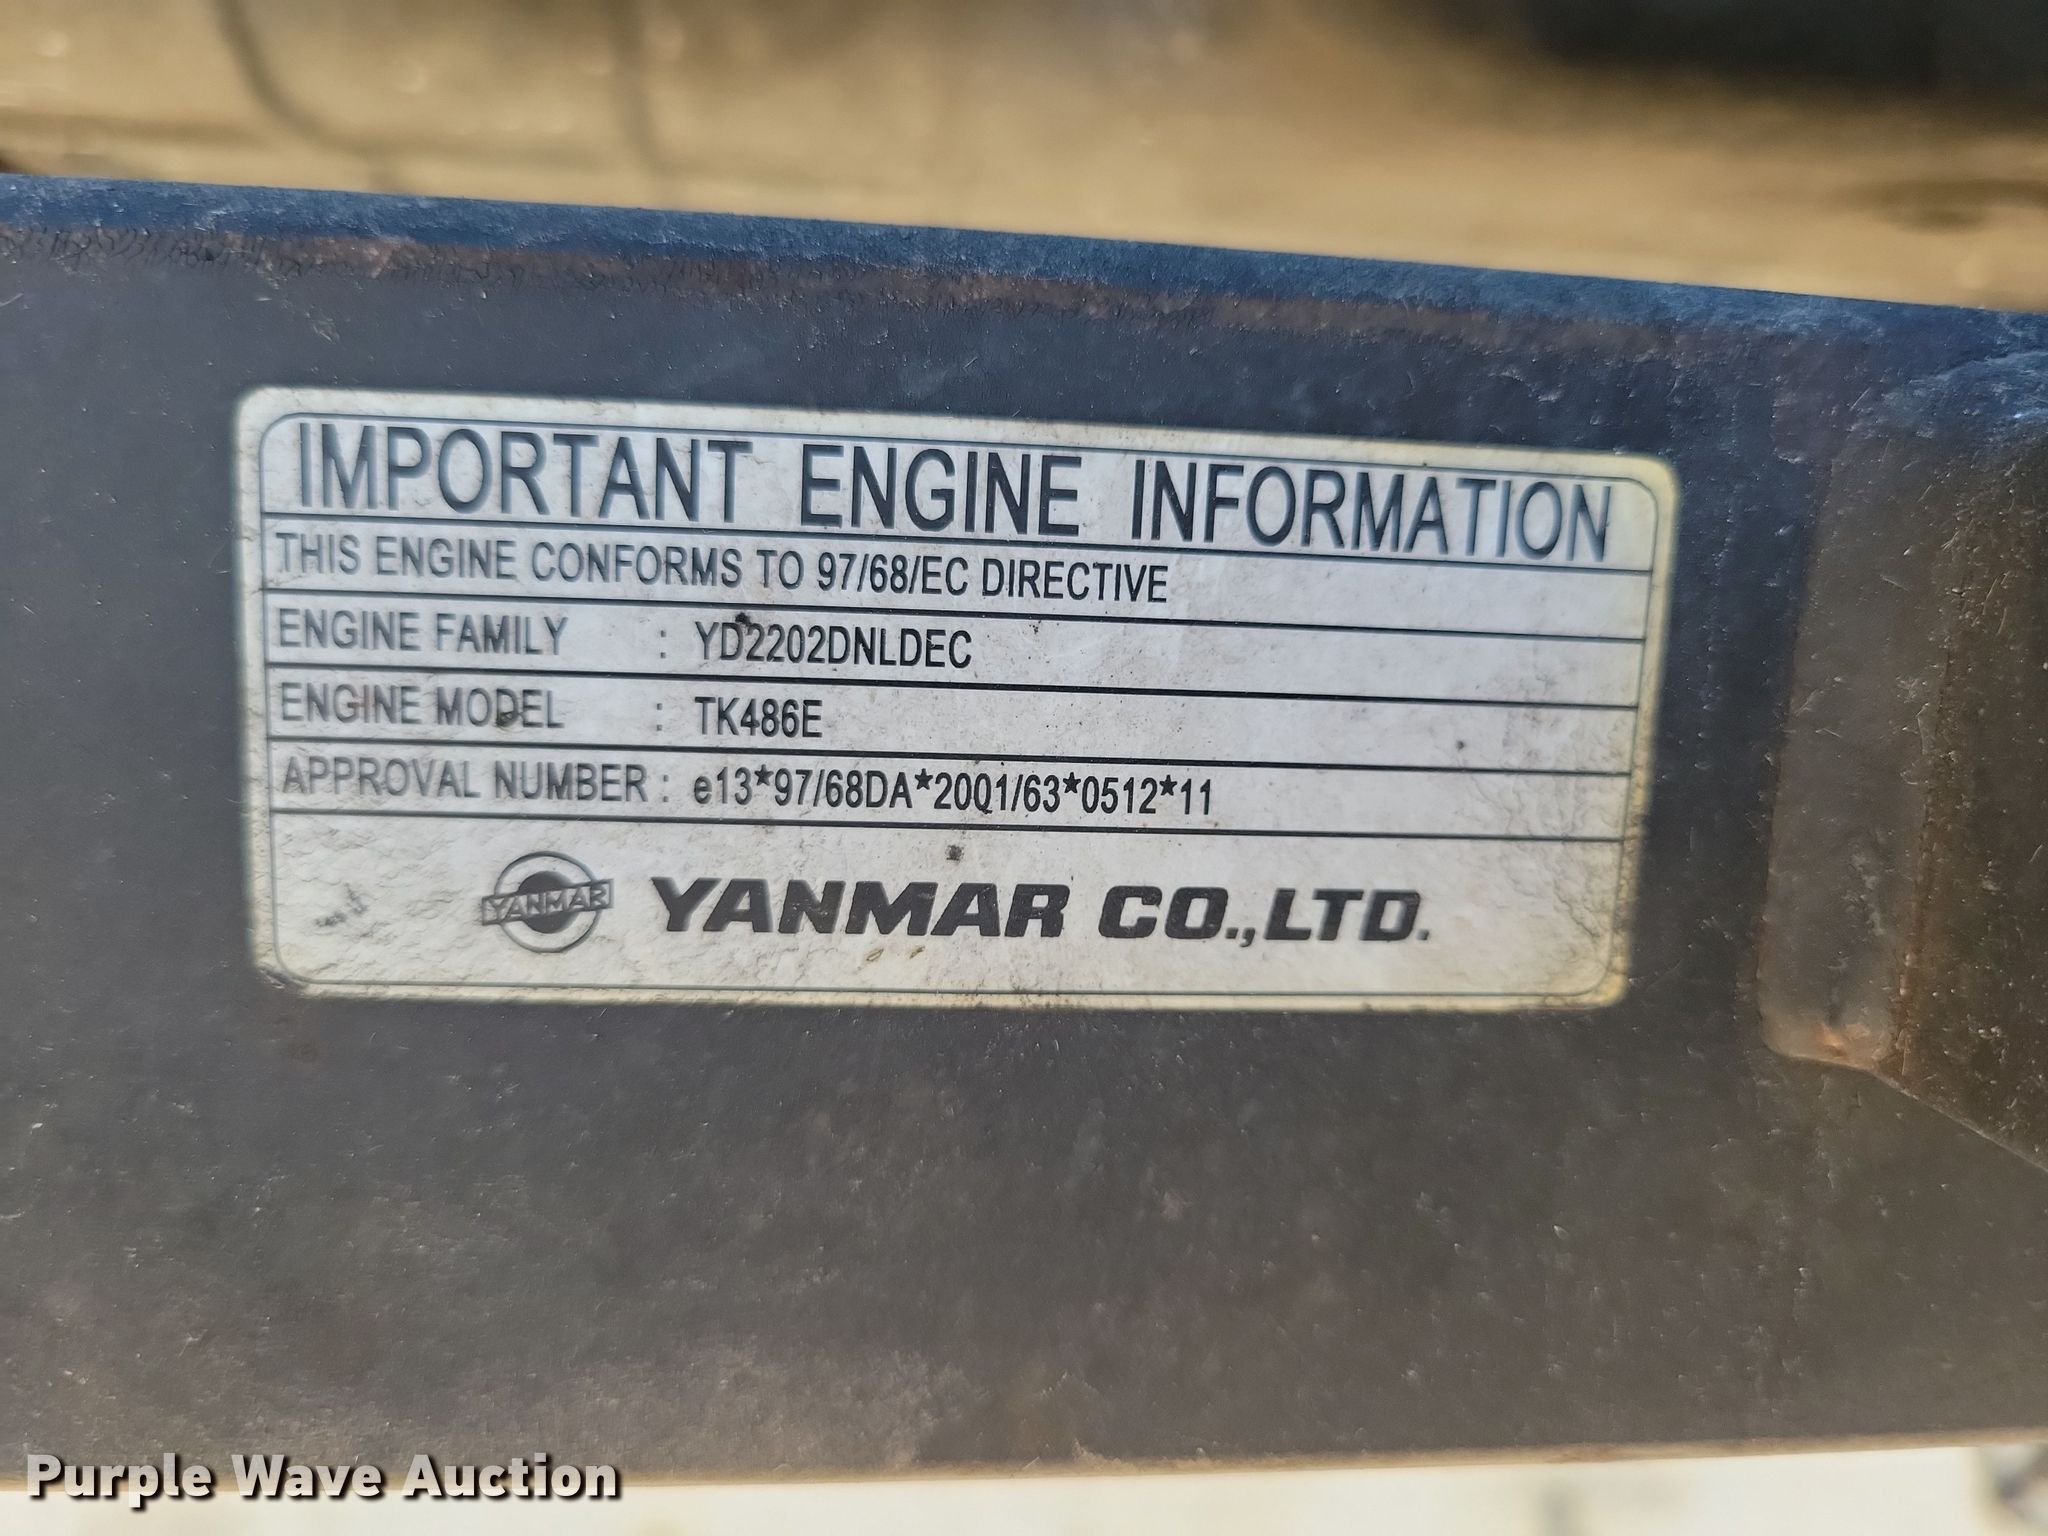 IMPORTANT ENGINE INFORMATION
THIS ENGINE CONFORMS TO 97/68/EC DIRECTIVE
ENGINE FAMILY : YD2202DNLDEC
ENGINE MODEL : TK486E
APPROVAL NUMBER : e13*97/68DA*2001/63*0512*11
YANMAR YANMAR CO.,LTD.
Purple Wave Auction